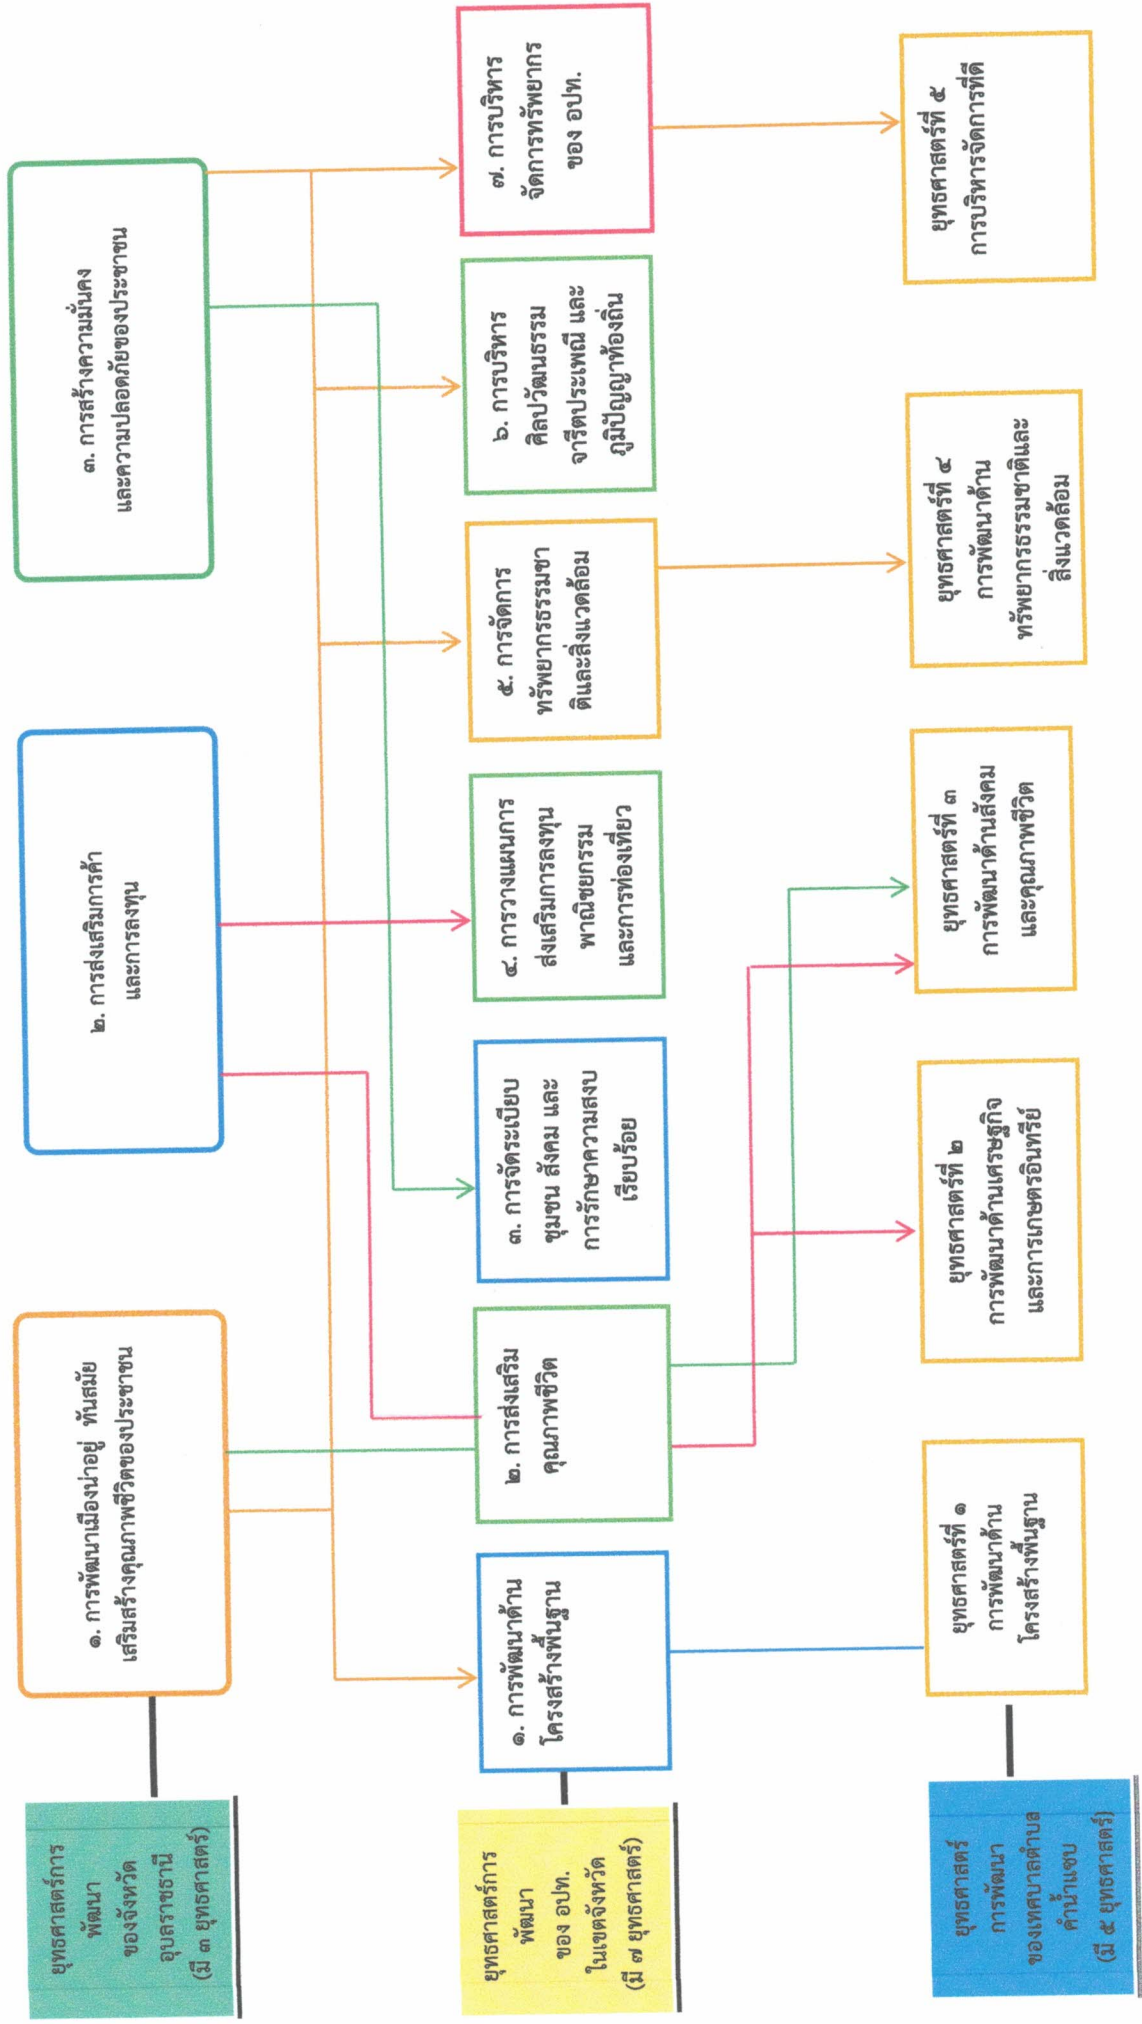 ยุทธศาสตร์การ
พัฒนา
ของจังหวัด
อุบลราชธานี
(มี ๓ ยุทธศาสตร์)
๑. การพัฒนาเมืองน่าอยู่ ทันสมัย
เสริมสร้างคุณภาพชีวิตของประชาชน
๒. การส่งเสริมการค้า
และการลงทุน
๓. การสร้างความมั่นคง
และความปลอดภัยของประชาชน
ยุทธศาสตร์การ
พัฒนา
ของ อปท.
ในเขตจังหวัด
(มี ๗ ยุทธศาสตร์)
๑. การพัฒนาด้าน
โครงสร้างพื้นฐาน
๒. การส่งเสริม
คุณภาพชีวิต
๓. การจัดระเบียบ
ชุมชน สังคม และ
การรักษาความสงบ
เรียบร้อย
๔. การวางแผนการ
ส่งเสริมการลงทุน
พาณิชยกรรม
และการท่องเที่ยว
๕. การจัดการ
ทรัพยากรธรรมชา
ติและสิ่งแวดล้อม
๖. การบริหาร
ศิลปวัฒนธรรม
จารีตประเพณี และ
ภูมิปัญญาท้องถิ่น
๗. การบริหาร
จัดการทรัพยากร
ของ อปท.
ยุทธศาสตร์
การพัฒนา
ของเทศบาลตำบล
คำน้ำแซบ
(มี ๕ ยุทธศาสตร์)
ยุทธศาสตร์ที่ ๑
การพัฒนาด้าน
โครงสร้างพื้นฐาน
ยุทธศาสตร์ที่ ๒
การพัฒนาด้านเศรษฐกิจ
และการเกษตรอินทรีย์
ยุทธศาสตร์ที่ ๓
การพัฒนาด้านสังคม
และคุณภาพชีวิต
ยุทธศาสตร์ที่ ๔
การพัฒนาด้าน
ทรัพยากรธรรมชาติและ
สิ่งแวดล้อม
ยุทธศาสตร์ที่ ๕
การบริหารจัดการที่ดี